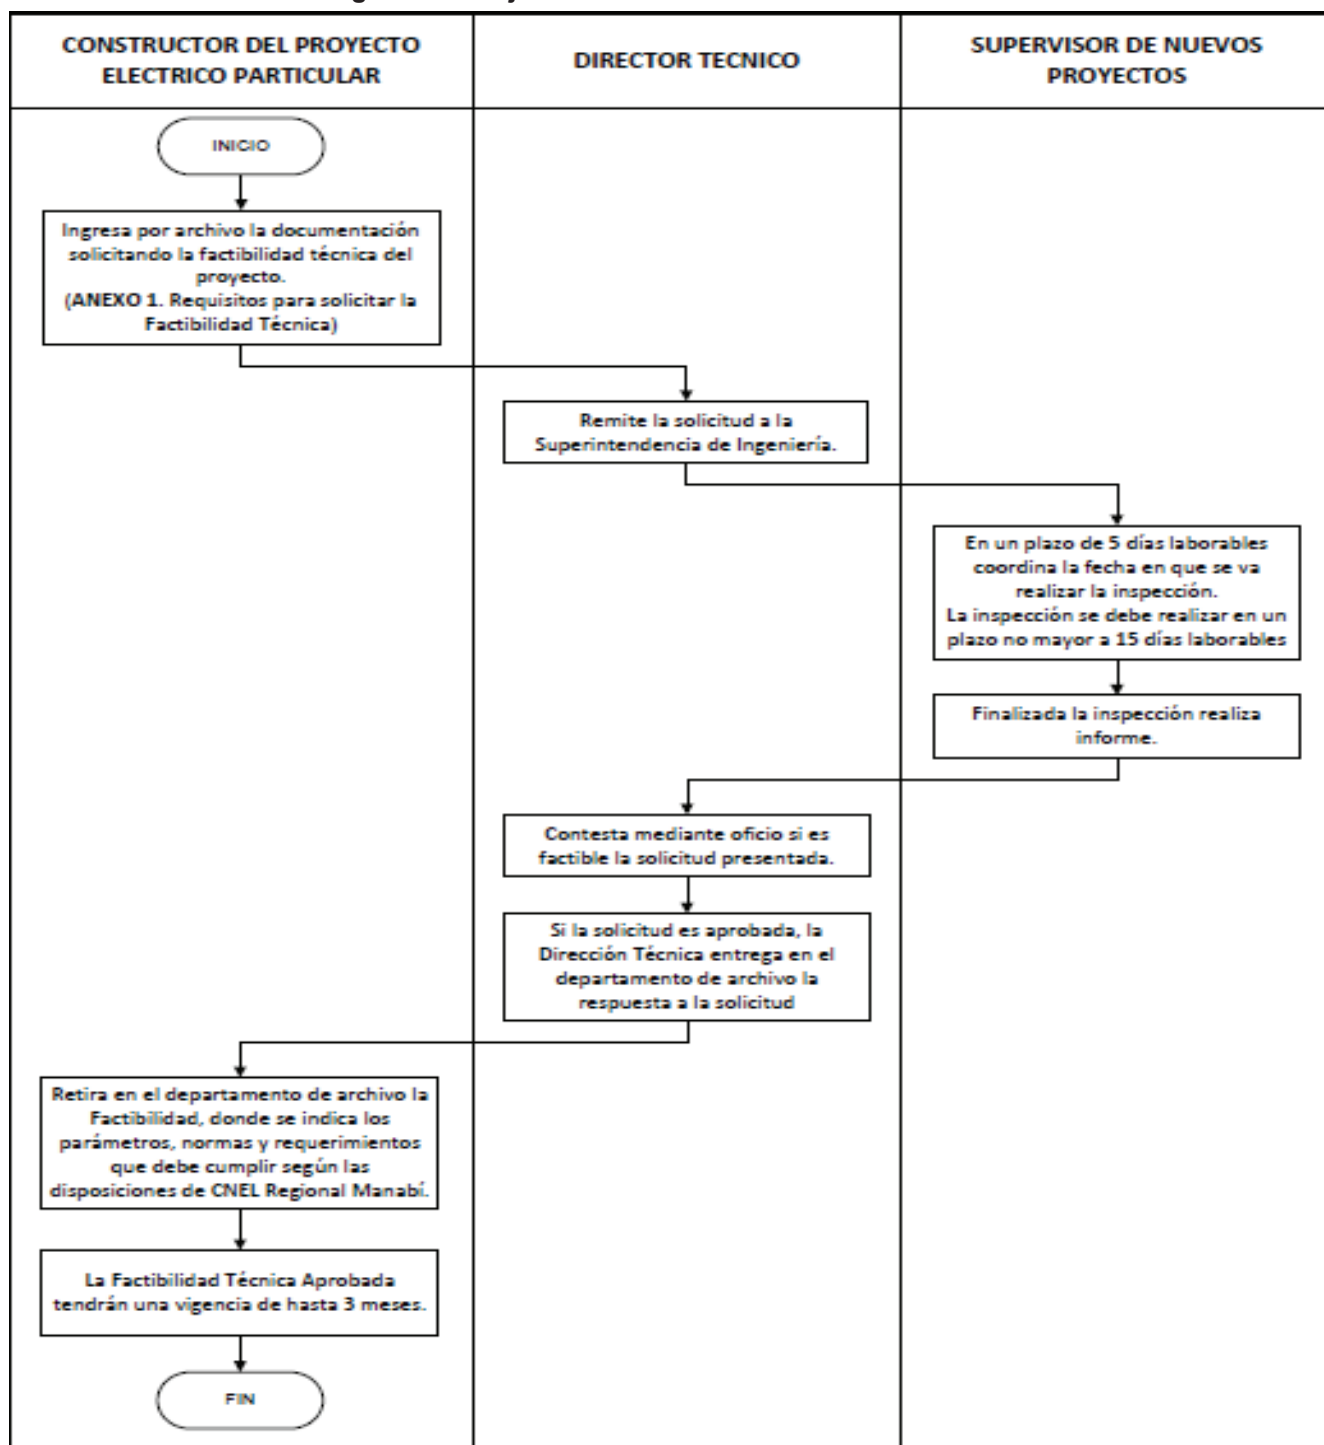 CONSTRUCTOR DEL PROYECTO
ELECTRICO PARTICULAR
DIRECTOR TECNICO
SUPERVISOR DE NUEVOS
PROYECTOS
INICIO
Ingresa por archivo la documentación
solicitando la factibilidad técnica del
proyecto.
(ANEXO 1. Requisitos para solicitar la
Factibilidad Técnica)
Remite la solicitud a la
Superintendencia de Ingeniería.
En un plazo de 5 días laborables
coordina la fecha en que se va
realizar la inspección.
La inspección se debe realizar en un
plazo no mayor a 15 días laborables
Finalizada la inspección realiza
informe.
Contesta mediante oficio si es
factible la solicitud presentada.
Si la solicitud es aprobada, la
Dirección Técnica entrega en el
departamento de archivo la
respuesta a la solicitud
Retira en el departamento de archivo la
Factibilidad, donde se indica los
parámetros, normas y requerimientos
que debe cumplir según las
disposiciones de CNEL Regional Manabí.
La Factibilidad Técnica Aprobada
tendrán una vigencia de hasta 3 meses.
FIN